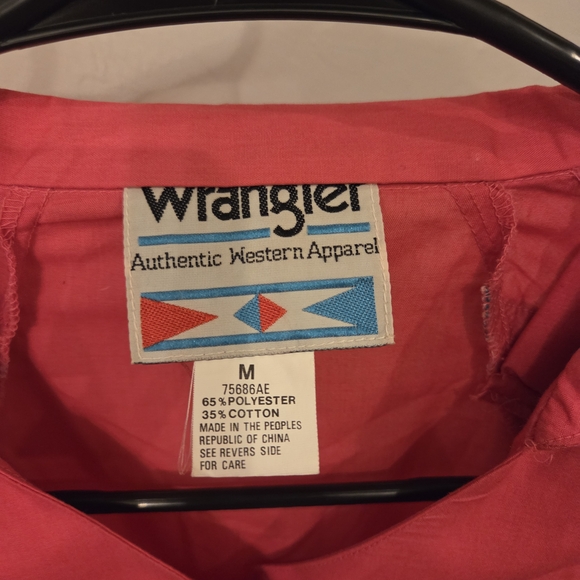 Wrangler
Authentic Western Apparel
M
75686AE
65% POLYESTER
35% COTTON
MADE IN THE PEOPLES
REPUBLIC OF CHINA
SEE REVERS SIDE
FOR CARE